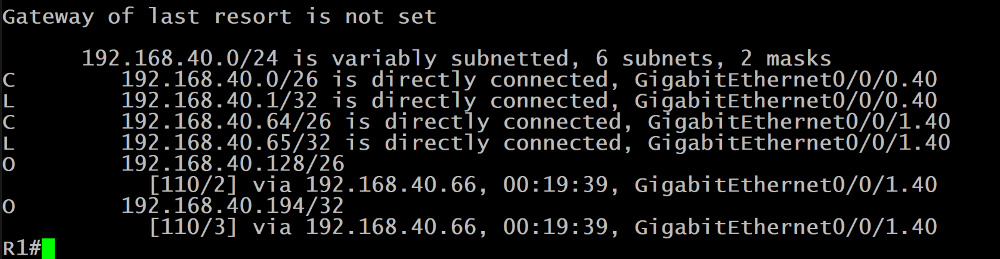 Gateway of last resort is not set
192.168.40.0/24 is variably subnetted, 6 subnets, 2 masks
C 192.168.40.0/26 is directly connected, GigabitEthernet0/0/0.40
L 192.168.40.1/32 is directly connected, GigabitEthernet0/0/0.40
C 192.168.40.64/26 is directly connected, GigabitEthernet0/0/1.40
L 192.168.40.65/32 is directly connected, GigabitEthernet0/0/1.40
O 192.168.40.128/26
[110/2] via 192.168.40.66, 00:19:39, GigabitEthernet0/0/1.40
O 192.168.40.194/32
[110/3] via 192.168.40.66, 00:19:39, GigabitEthernet0/0/1.40
R1#